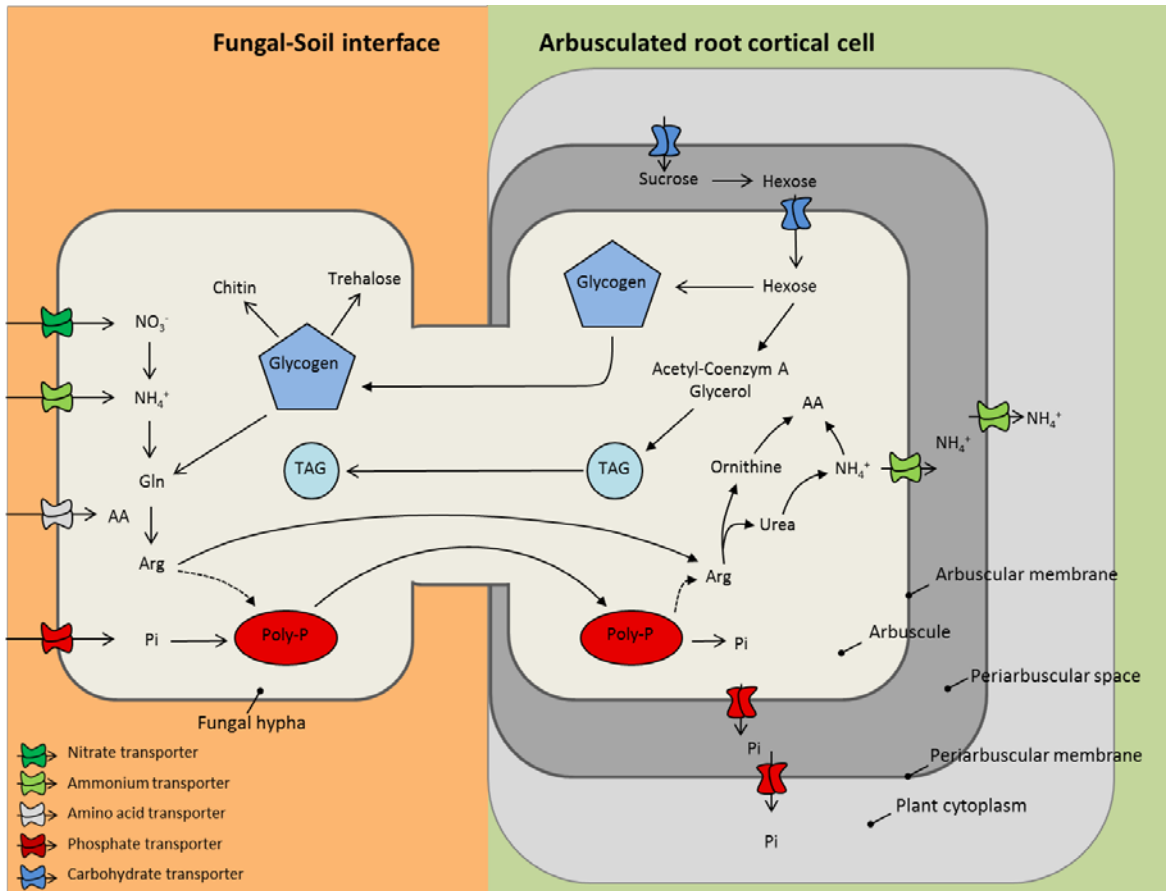 Fungal-Soil interface
Arbusculated root cortical cell
Sucrose
Hexose
Chitin
Trehalose
Glycogen
Hexose
NO₃⁻
Glycogen
Acetyl-Coenzym A
Glycerol
NH₄⁺
AA
NH₄⁺
NH₄⁺
Gln
TAG
TAG
Ornithine
NH₄⁺
AA
Urea
Arg
Arg
Arbuscular membrane
Pi
Poly-P
Poly-P
Pi
Arbuscule
Periarbuscular space
Fungal hypha
Pi
Periarbuscular membrane
Plant cytoplasm
Pi
Nitrate transporter
Ammonium transporter
Amino acid transporter
Phosphate transporter
Carbohydrate transporter